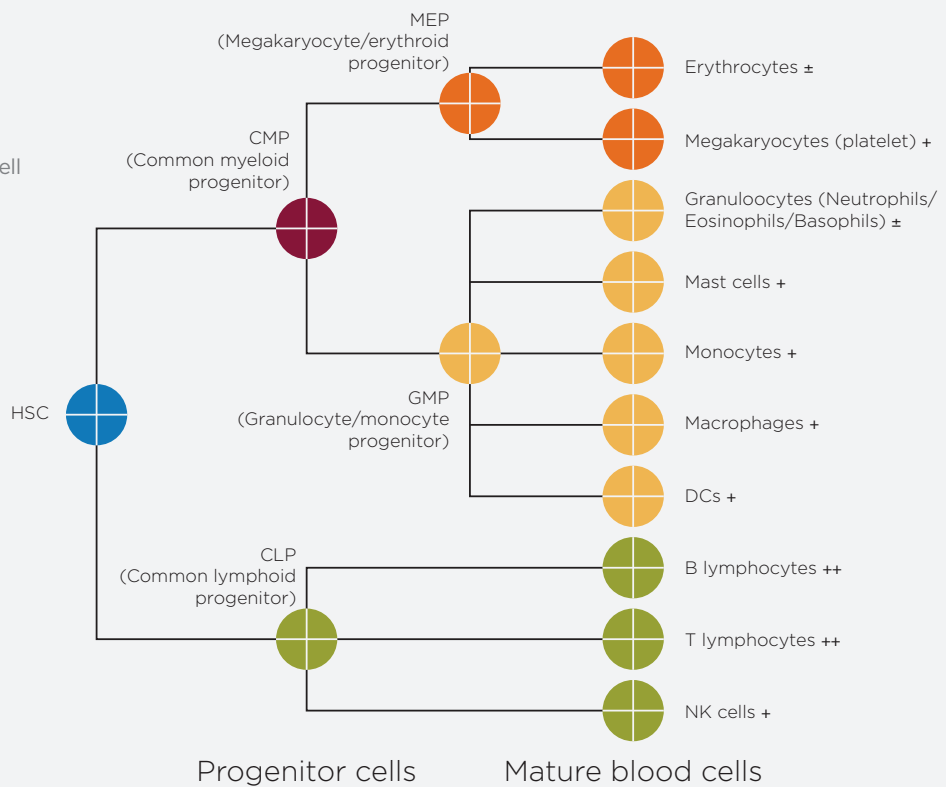 MEP
(Megakaryocyte/erythroid
progenitor)
Erythrocytes ±
CMP
(Common myeloid
progenitor)
Megakaryocytes (platelet) +
ell
Granuloocytes (Neutrophils/
Eosinophils/Basophils) ±
Mast cells +
Monocytes +
HSC
GMP
(Granulocyte/monocyte
progenitor)
Macrophages +
DCs +
CLP
(Common lymphoid
progenitor)
B lymphocytes ++
T lymphocytes ++
NK cells +
Progenitor cells
Mature blood cells